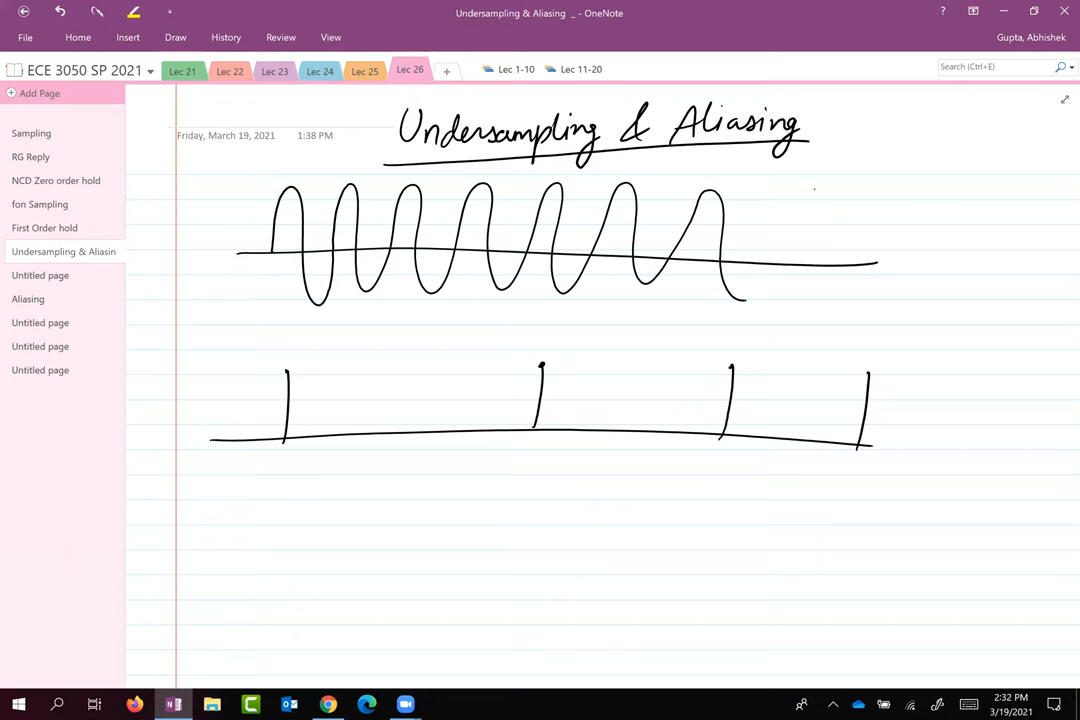 Undersampling & Aliasing _ - OneNote
File Home Insert Draw History Review View
Gupta, Abhishek
ECE 3050 SP 2021
Lec 21 Lec 22 Lec 23 Lec 24 Lec 25 Lec 26 + Lec 1-10 Lec 11-20
Search (Ctrl+E)
Add Page
Sampling
RG Reply
NCD Zero order hold
fon Sampling
First Order hold
Undersampling & Aliasin
Untitled page
Aliasing
Untitled page
Untitled page
Untitled page
Friday, March 19, 2021 1:38 PM
Undersampling & Aliasing
2:32 PM
3/19/2021